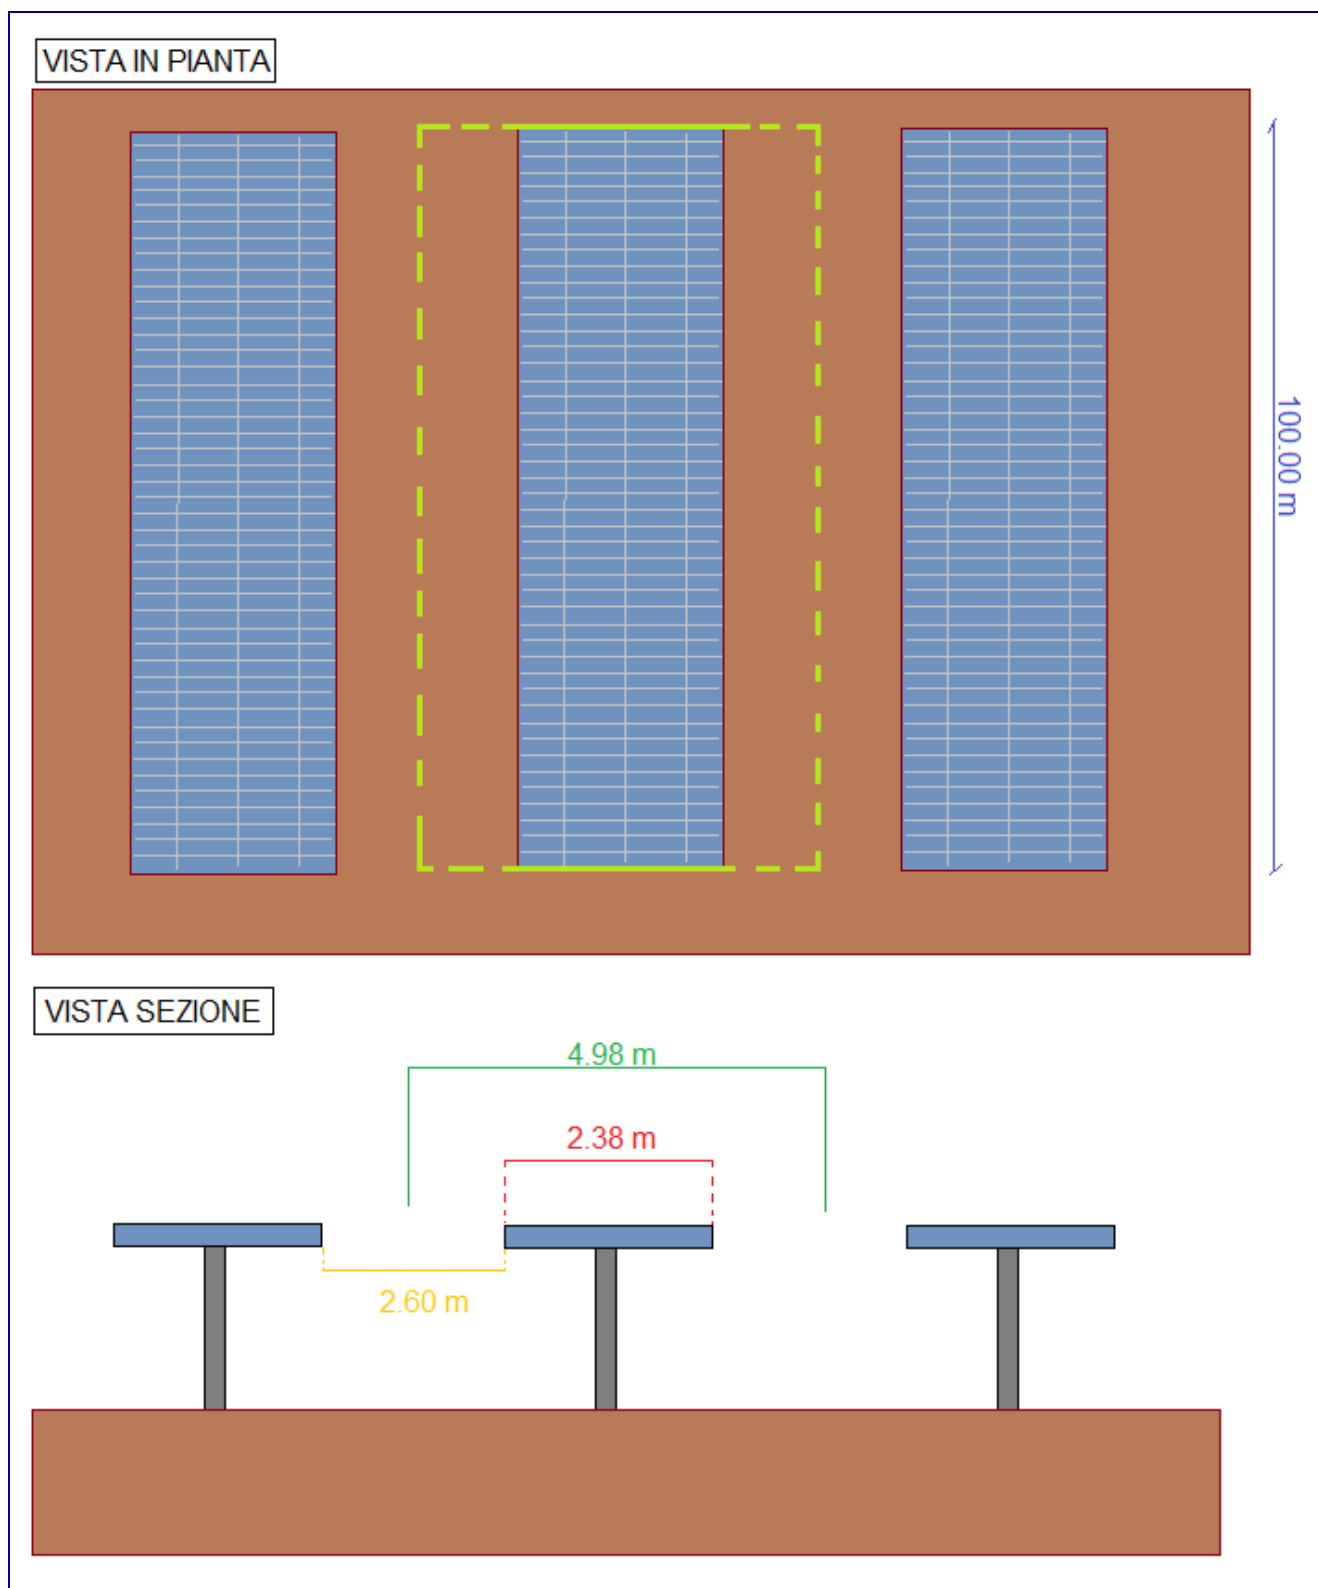 VISTA IN PIANTA
100.00 m
VISTA SEZIONE
4.98 m
2.38 m
2.60 m